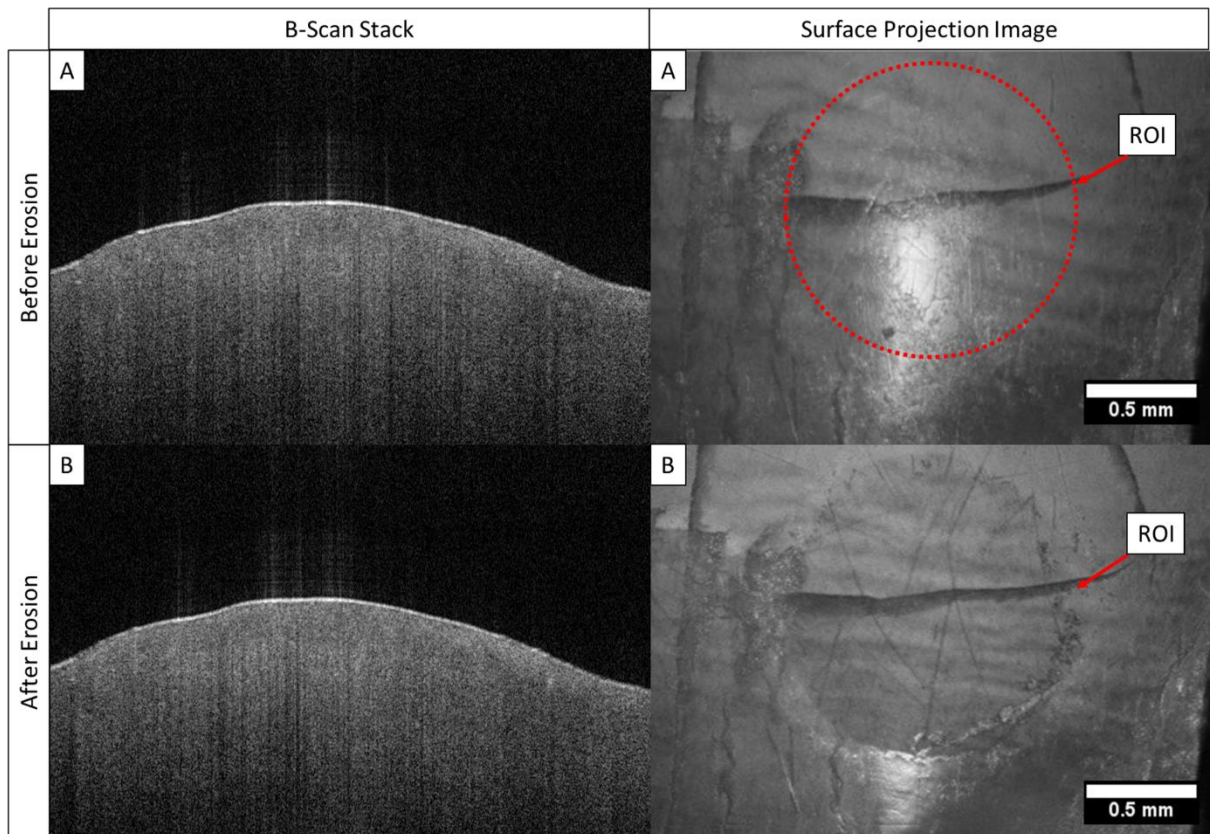 B-Scan Stack
Surface Projection Image
Before Erosion
A
A
ROI
0.5 mm
After Erosion
B
B
ROI
0.5 mm